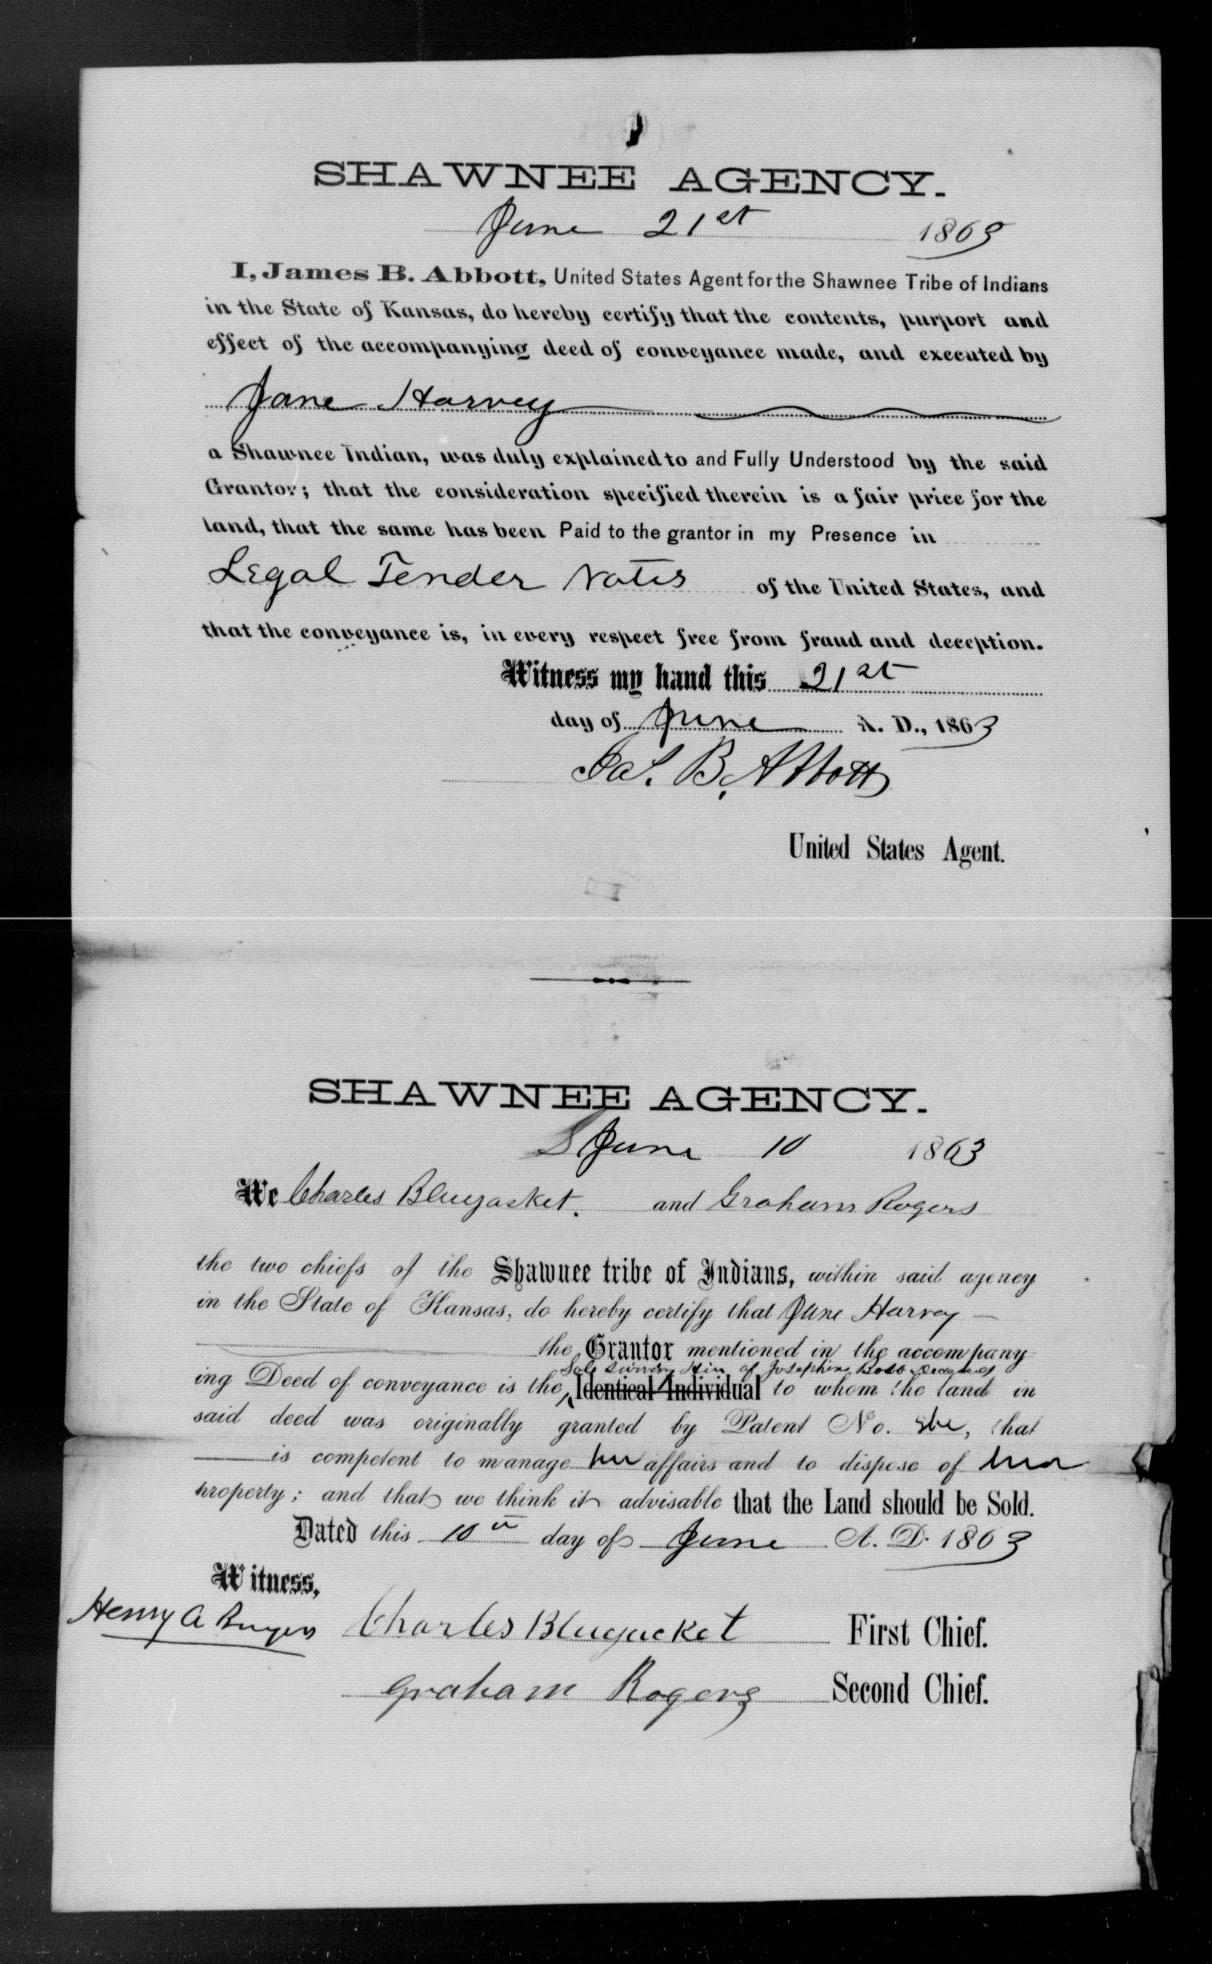 SHAWNEE AGENCY.
June 21st 1863
I, James B. Abbott, United States Agent for the Shawnee Tribe of Indians
in the State of Kansas, do hereby certify that the contents, purport and
effect of the accompanying deed of conveyance made, and executed by
Jane Harvey
a Shawnee Indian, was duly explained to and Fully Understood by the said
Grantor; that the consideration specified therein is a fair price for the
land, that the same has been Paid to the grantor in my Presence in
Legal Tender Notes of the United States, and
that the conveyance is, in every respect free from fraud and deception.
Witness my hand this 21st
day of June A. D., 1863
Jas. B. Abbott
United States Agent.
SHAWNEE AGENCY.
June 10 1863
We Charles Bluejacket. and Graham Rogers
the two chiefs of the Shawnee tribe of Indians, within said agency
in the State of Kansas, do hereby certify that Jane Harvey
the Grantor mentioned in the accompany
Sole of Josephine Deceased
ing Deed of conveyance is the Identical Individual to whom the land in
said deed was originally granted by Patent No. she, that
is competent to manage her affairs and to dispose of her
property; and that we think it advisable that the Land should be Sold.
Dated this 10th day of June A. D. 1863
Witness,
Henry A Charles Bluejacket First Chief.
Graham Rogers Second Chief.